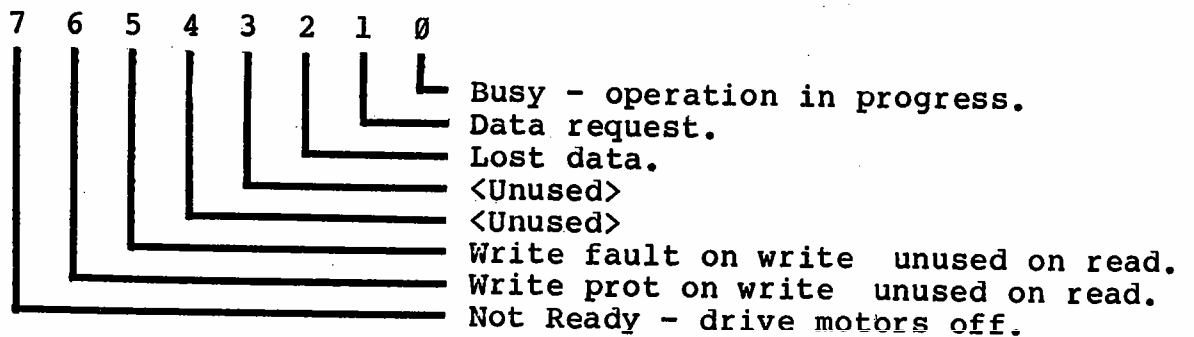 7 6 5 4 3 2 1 0
Busy - operation in progress.
Data request.
Lost data.
<Unused>
<Unused>
Write fault on write unused on read.
Write prot on write unused on read.
Not Ready - drive motors off.